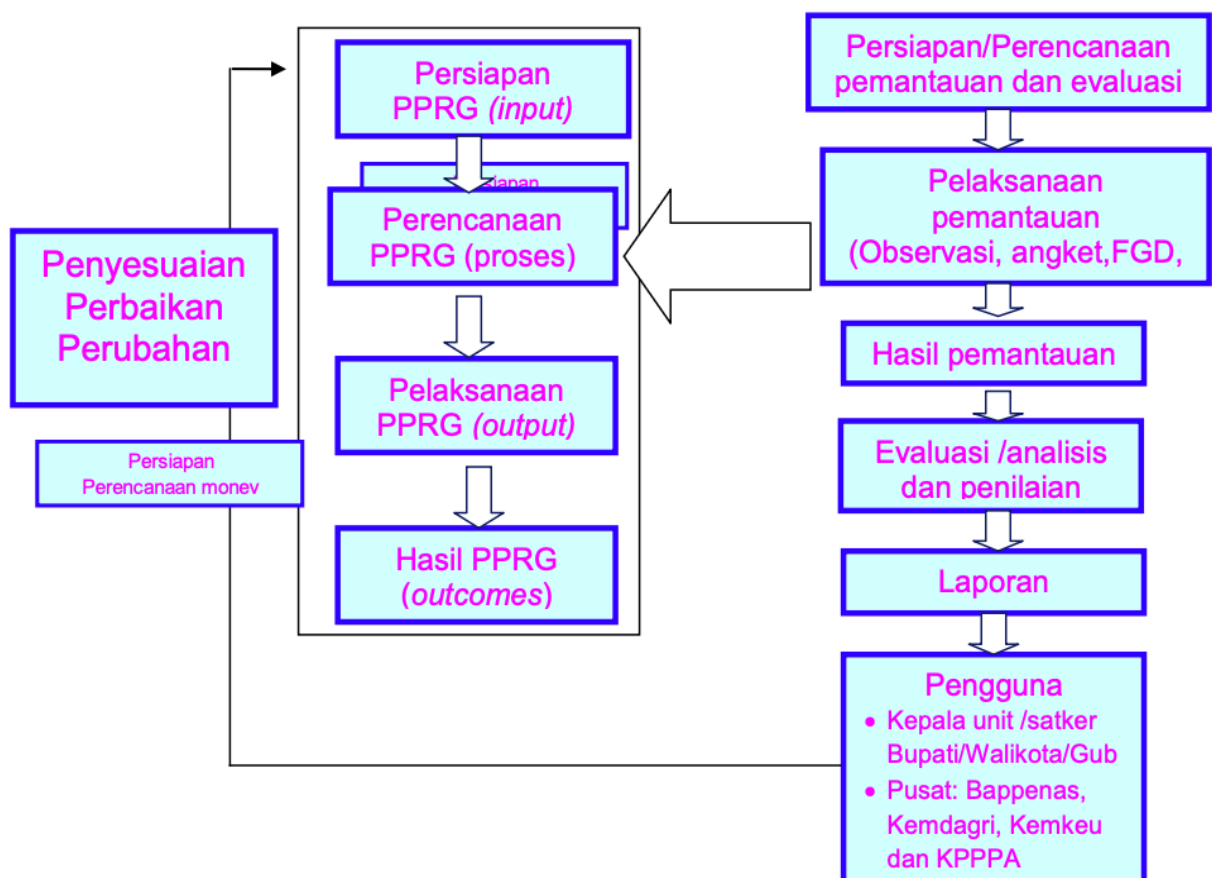 Persiapan
PPRG (input)
Perencanaan
PPRG (proses)
Pelaksanaan
PPRG (output)
Hasil PPRG
(outcomes)
Penyesuaian
Perbaikan
Perubahan
Persiapan
Perencanaan monev
Persiapan/Perencanaan
pemantauan dan evaluasi
Pelaksanaan
pemantauan
(Observasi, angket,FGD,
Hasil pemantauan
Evaluasi /analisis
dan penilaian
Laporan
Pengguna
• Kepala unit /satker
Bupati/Walikota/Gub
• Pusat: Bappenas,
Kemdagri, Kemkeu
dan KPPPA